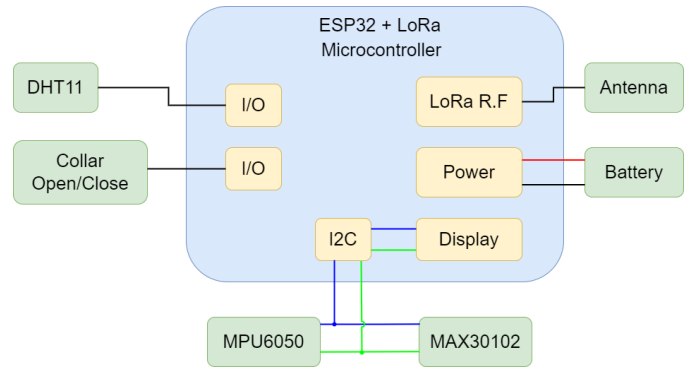 ESP32 + LoRa
Microcontroller
DHT11
I/O
LoRa R.F
Antenna
Collar
Open/Close
I/O
Power
Battery
I2C
Display
MPU6050
MAX30102